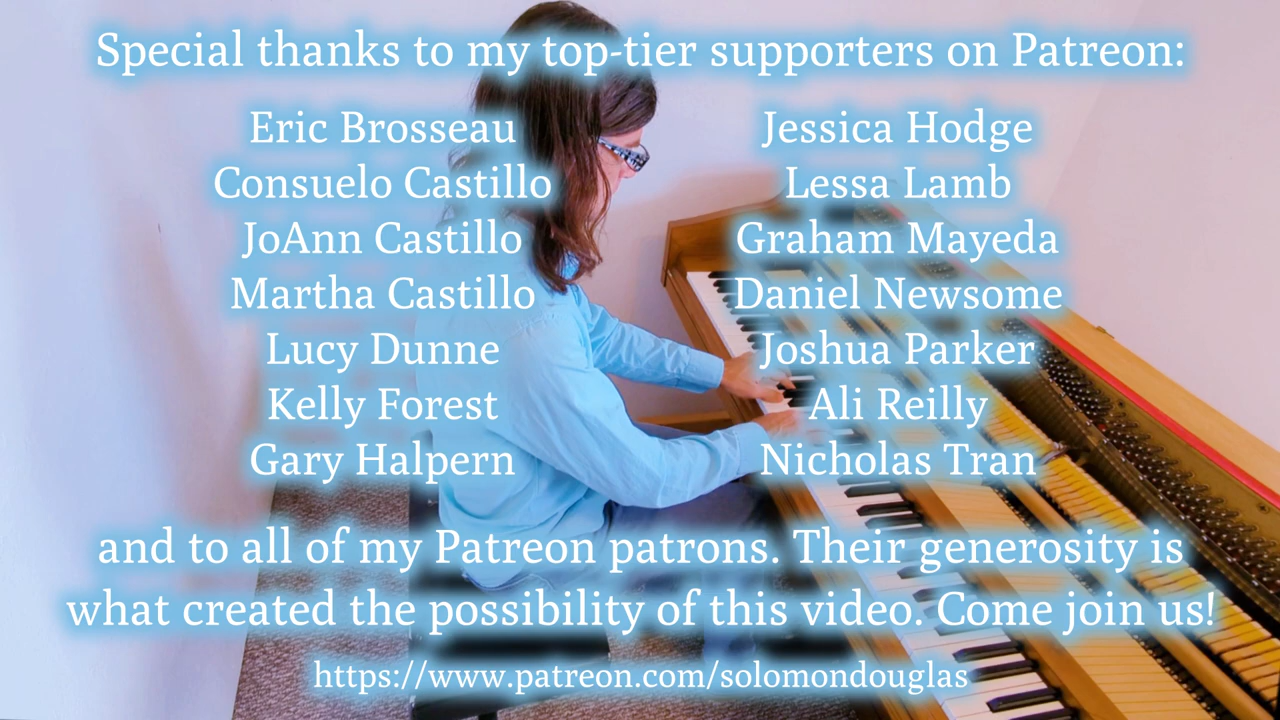 Special thanks to my top-tier supporters on Patreon:
Eric Brosseau
Consuelo Castillo
JoAnn Castillo
Martha Castillo
Lucy Dunne
Kelly Forest
Gary Halpern
Jessica Hodge
Lessa Lamb
Graham Mayeda
Daniel Newsome
Joshua Parker
Ali Reilly
Nicholas Tran
and to all of my Patreon patrons. Their generosity is
what created the possibility of this video. Come join us!
https://www.patreon.com/solomondouglas